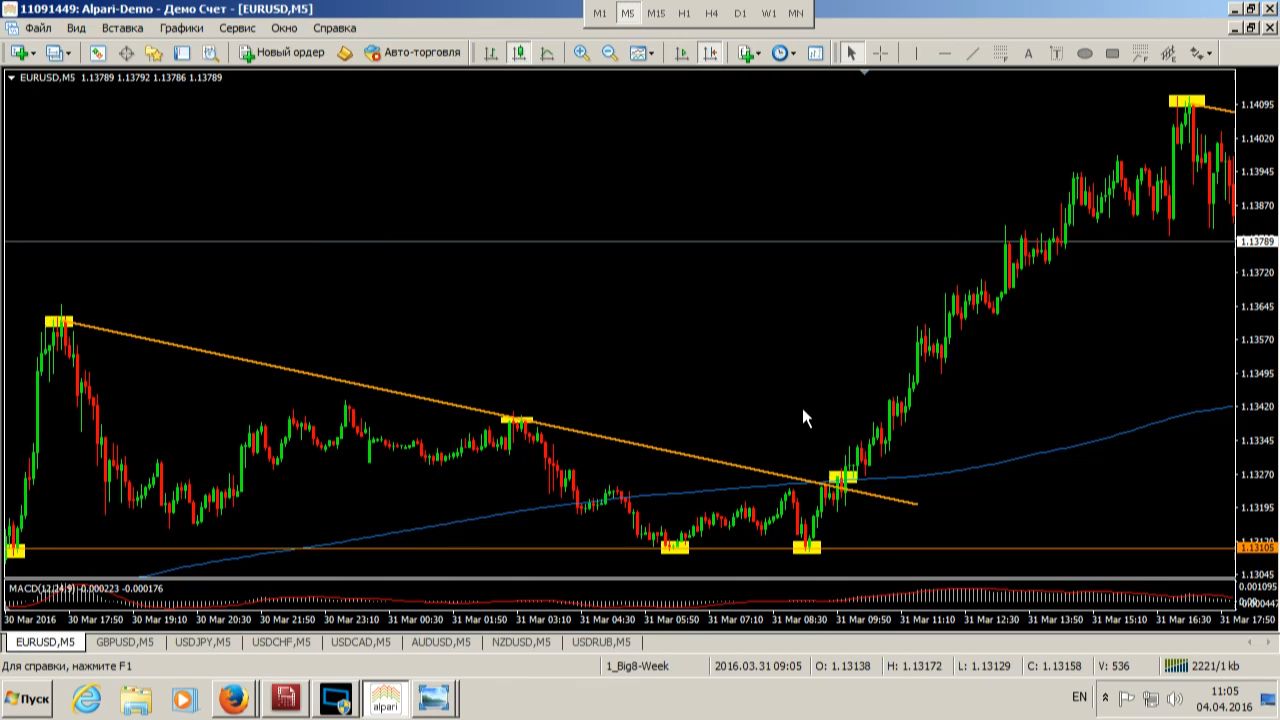 11091449: Alpari-Demo - Демо Счет - [EURUSD,M5]
M1 M5 M15 H1 H4 D1 W1 MN
Файл Вид Вставка Графики Сервис Окно Справка
Новый ордер Авто-торговля
EURUSD,M5 1.13789 1.13792 1.13786 1.13789
1.14095
1.14020
1.13945
1.13870
1.13789
1.13720
1.13645
1.13570
1.13495
1.13420
1.13345
1.13270
1.13195
1.13105
1.13045
MACD(12,24,9) -0.000223 -0.000176
0.001095
30 Mar 2016 30 Mar 17:50 30 Mar 19:10 30 Mar 20:30 30 Mar 21:50 30 Mar 23:10 31 Mar 00:30 31 Mar 01:50 31 Mar 03:10 31 Mar 04:30 31 Mar 05:50 31 Mar 07:10 31 Mar 08:30 31 Mar 09:50 31 Mar 11:10 31 Mar 12:30 31 Mar 13:50 31 Mar 15:10 31 Mar 16:30 31 Mar 17:50
EURUSD,M5 GBPUSD,M5 USDJPY,M5 USDCHF,M5 USDCAD,M5 AUDUSD,M5 NZDUSD,M5 USDRUB,M5
Для справки, нажмите F1 1_Big8-Week 2016.03.31 09:05 O: 1.13138 H: 1.13172 L: 1.13129 C: 1.13158 V: 536 2221/1 kb
Пуск alpari EN 11:05
04.04.2016